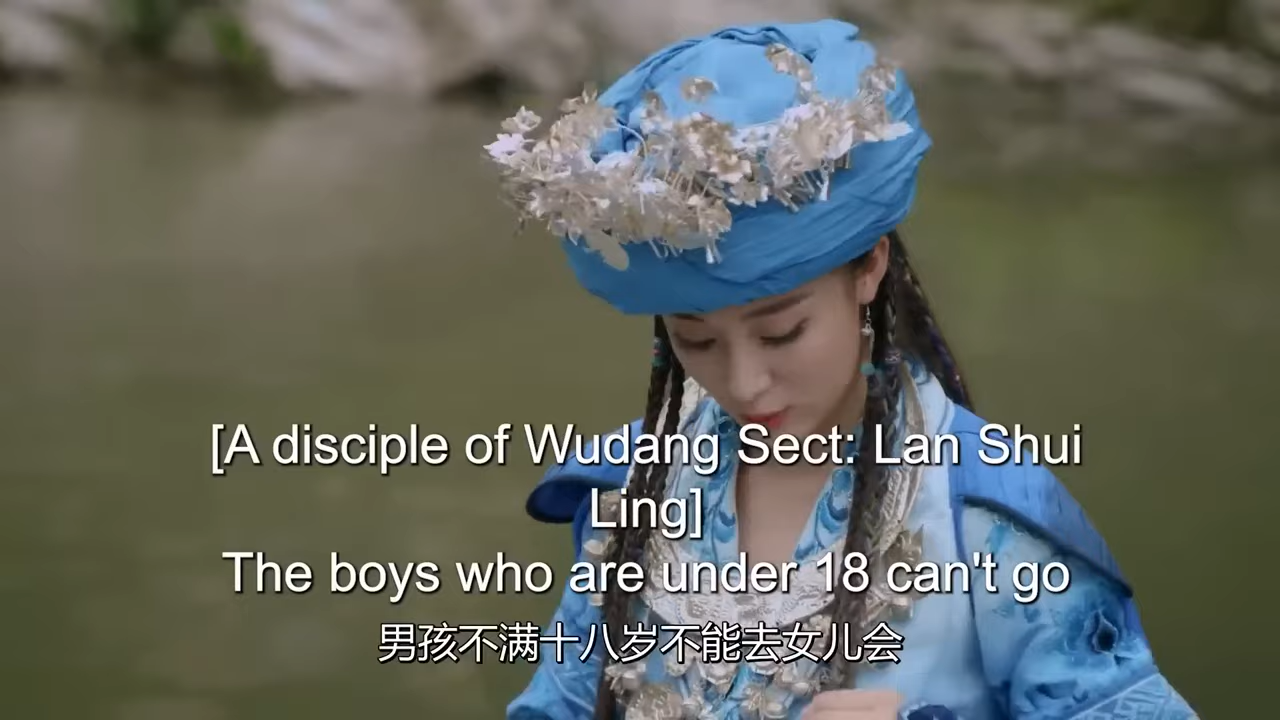 [A disciple of Wudang Sect: Lan Shui
Ling]
The boys who are under 18 can't go
男孩不满十八岁不能去女儿会